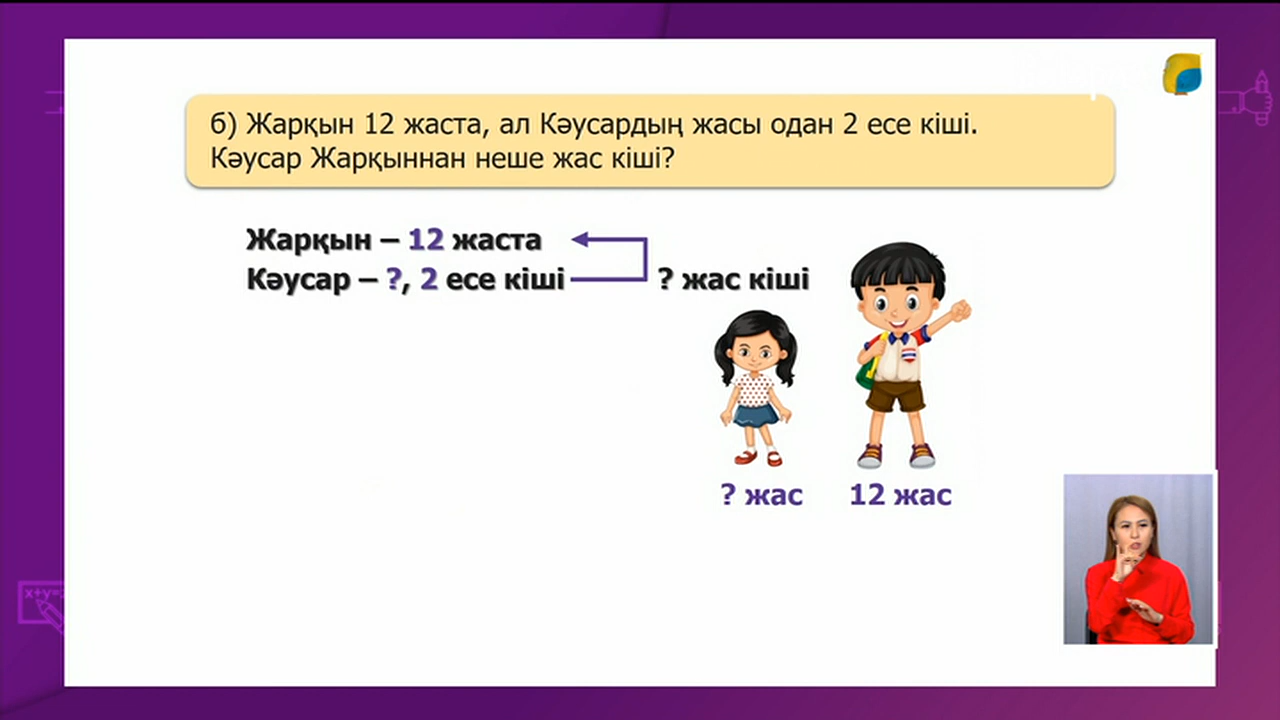 б) Жарқын 12 жаста, ал Кәусардың жасы одан 2 есе кіші.
Кәусар Жарқыннан неше жас кіші?
Жарқын – 12 жаста
Кәусар – ?, 2 есе кіші
? жас кіші
? жас
12 жас
x+y=